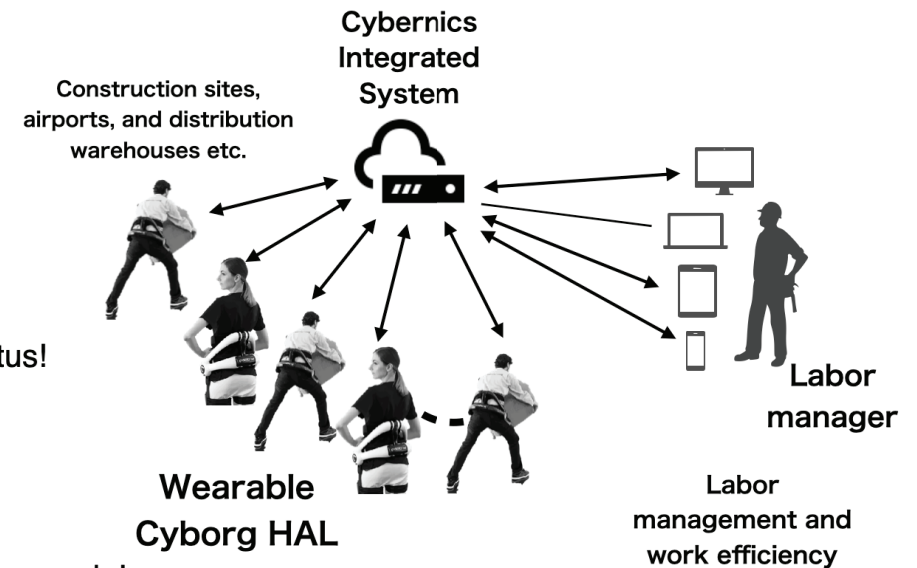 Cybernics
Integrated
System
Construction sites,
airports, and distribution
warehouses etc.
tus!
Labor
manager
Wearable
Cyborg HAL
Labor
management and
work efficiency